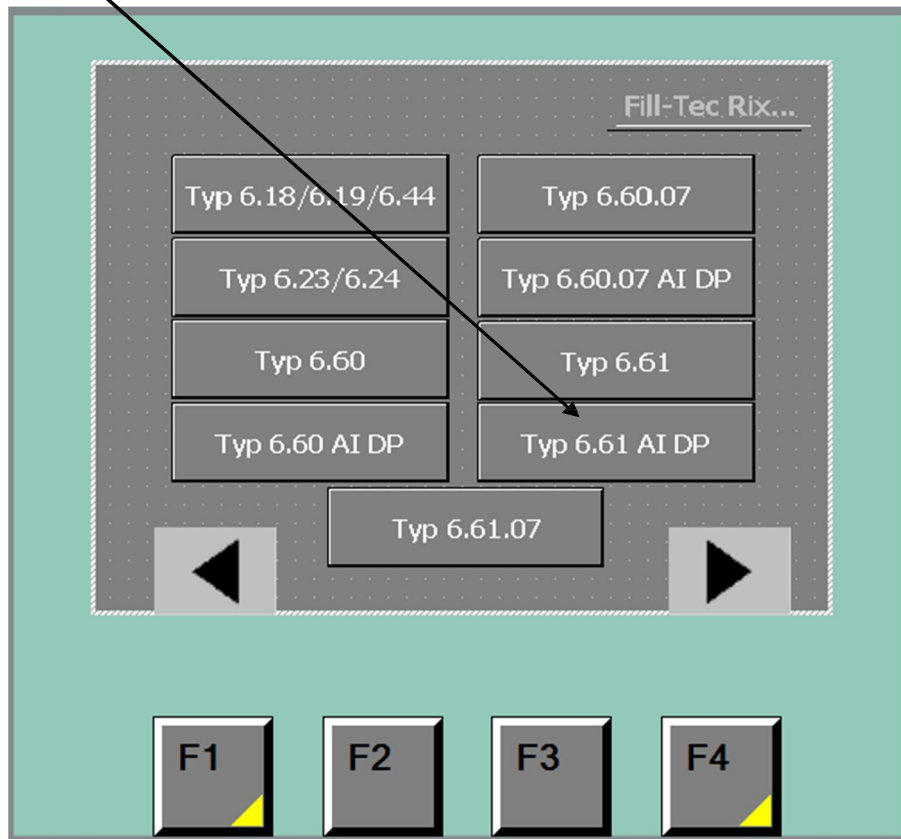 Fill-Tec Rix...
Typ 6.18/6.19/6.44
Typ 6.60.07
Typ 6.23/6.24
Typ 6.60.07 AI DP
Typ 6.60
Typ 6.61
Typ 6.60 AI DP
Typ 6.61 AI DP
Typ 6.61.07
F1
F2
F3
F4